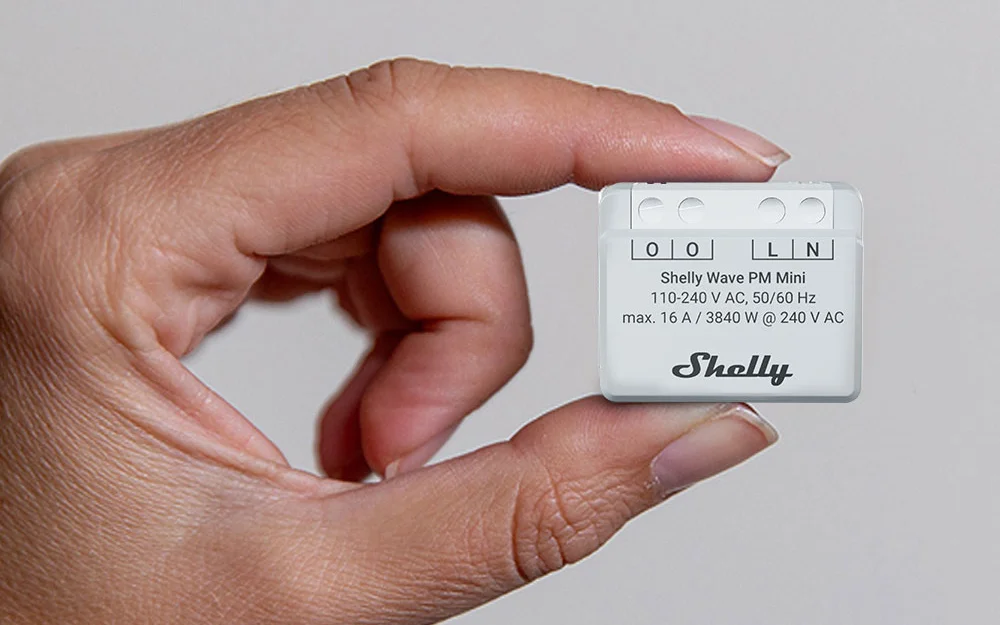 O O L N
Shelly Wave PM Mini
110-240 V AC, 50/60 Hz
max. 16 A / 3840 W @ 240 V AC
Shelly